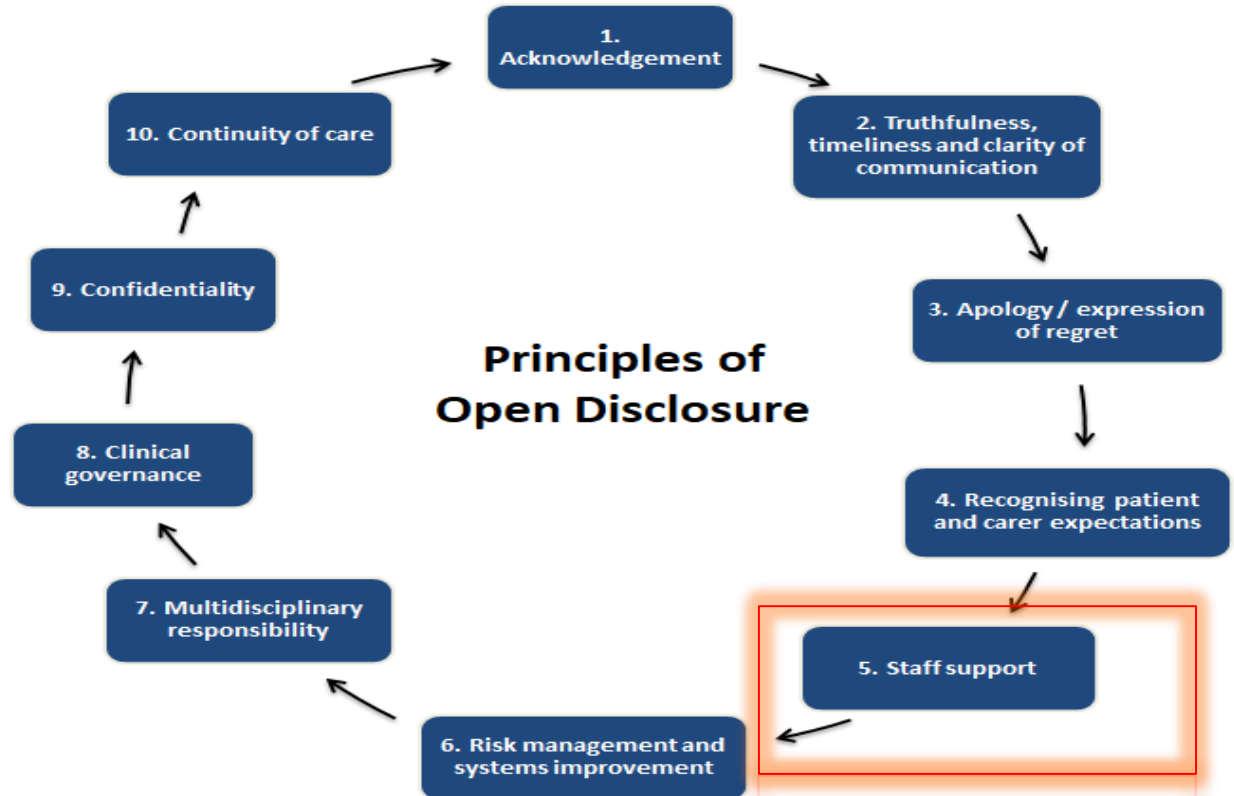 1.
Acknowledgement
2. Truthfulness,
timeliness and clarity of
communication
3. Apology / expression
of regret
4. Recognising patient
and carer expectations
5. Staff support
6. Risk management and
systems improvement
7. Multidisciplinary
responsibility
8. Clinical
governance
9. Confidentiality
10. Continuity of care
Principles of
Open Disclosure